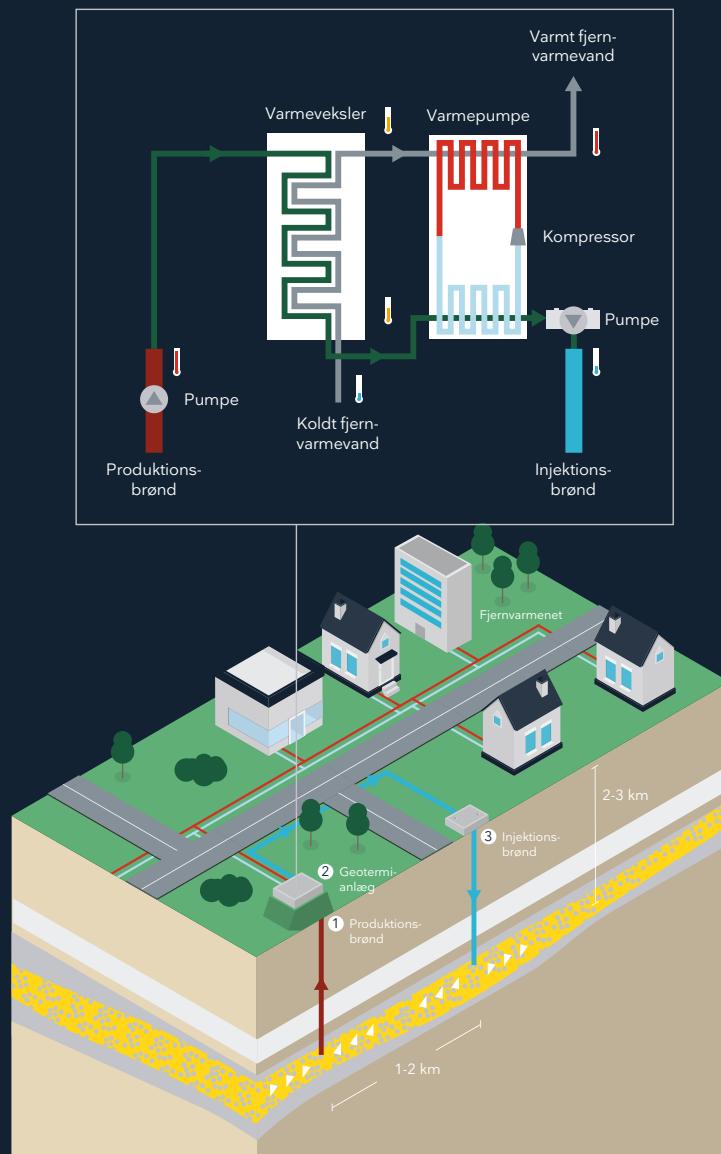 Varmt fjern-
varmevand
Varmeveksler
Varmepumpe
Kompressor
Pumpe
Pumpe
Koldt fjern-
varmevand
Produktions-
brønd
Injektions-
brønd
Fjernvarmenet
2-3 km
3 Injektions-
brønd
2 Geotermi-
anlæg
1 Produktions-
brønd
1-2 km